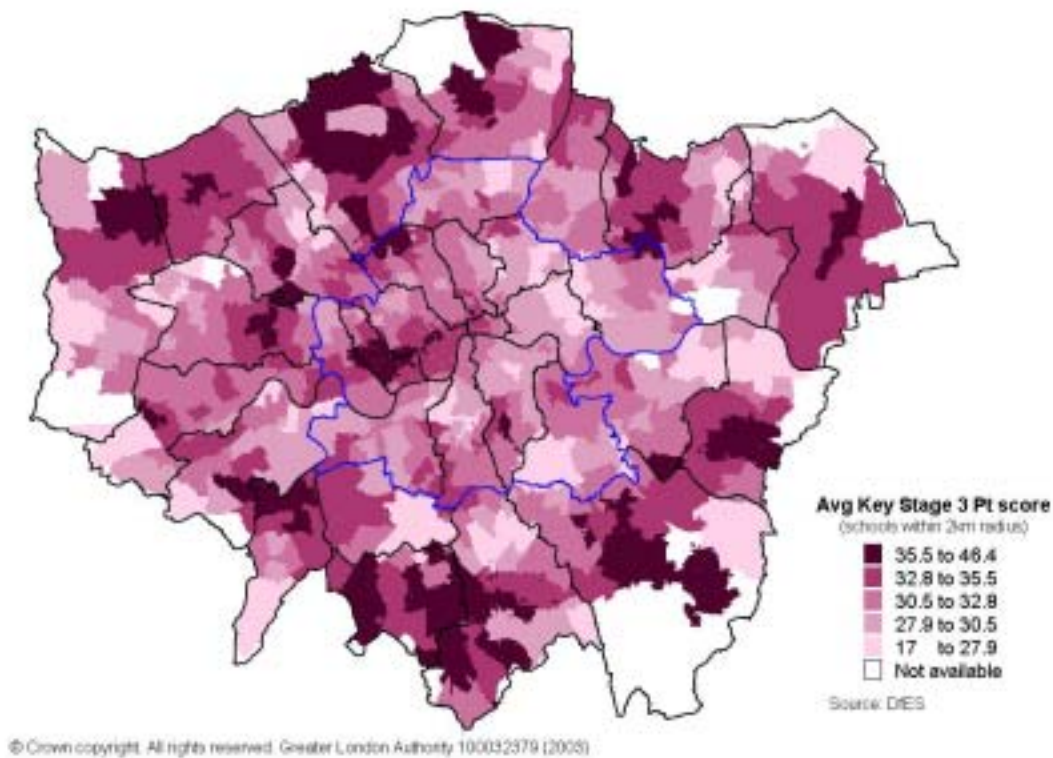 Avg Key Stage 3 Pt score
(schools within 2km radius)
35.5 to 46.4
32.8 to 35.5
30.5 to 32.8
27.9 to 30.5
17 to 27.9
Not available
Source: DfES
© Crown copyright. All rights reserved. Greater London Authority 100032379 (2003)